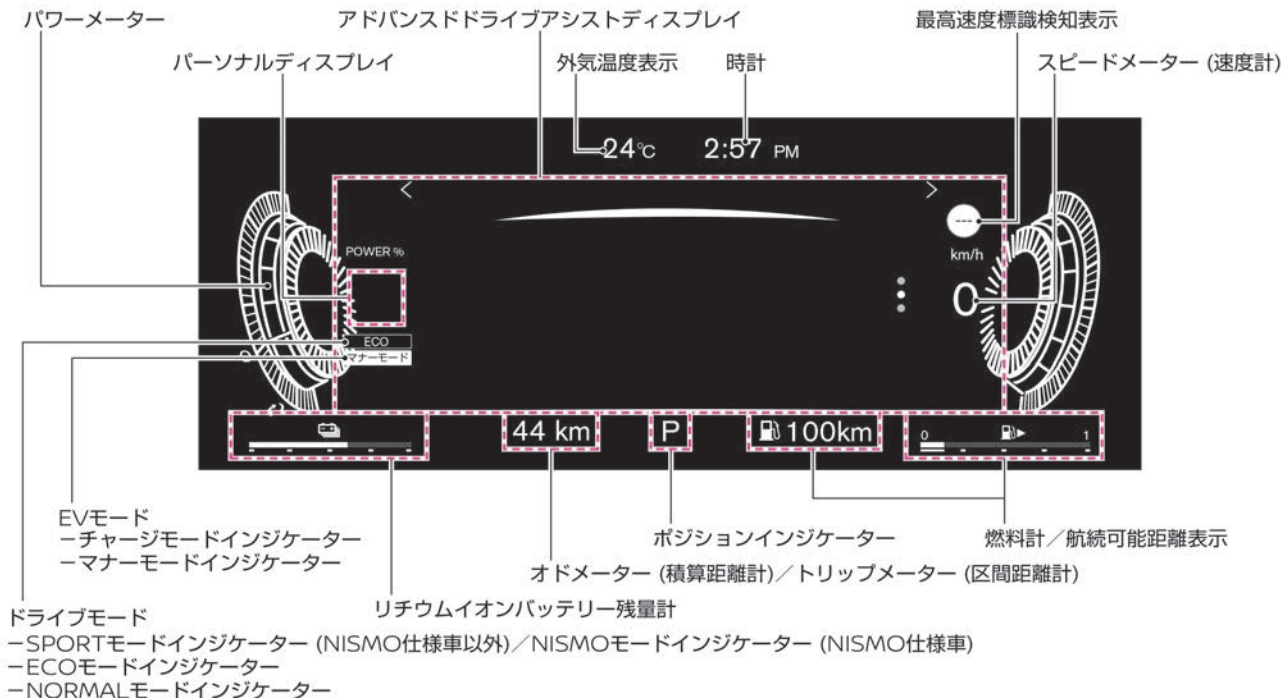 パワーメーター
アドバンスドドライブアシストディスプレイ
最高速度標識検知表示
パーソナルディスプレイ
外気温度表示
時計
スピードメーター (速度計)
24℃
2:57 PM
---
POWER %
km/h
0
ECO
マナーモード
44 km
P
100km
0
1
EVモード
－チャージモードインジケーター
－マナーモードインジケーター
ポジションインジケーター
燃料計／航続可能距離表示
オドメーター (積算距離計)／トリップメーター (区間距離計)
リチウムイオンバッテリー残量計
ドライブモード
－SPORTモードインジケーター (NISMO仕様車以外)／NISMOモードインジケーター (NISMO仕様車)
－ECOモードインジケーター
－NORMALモードインジケーター